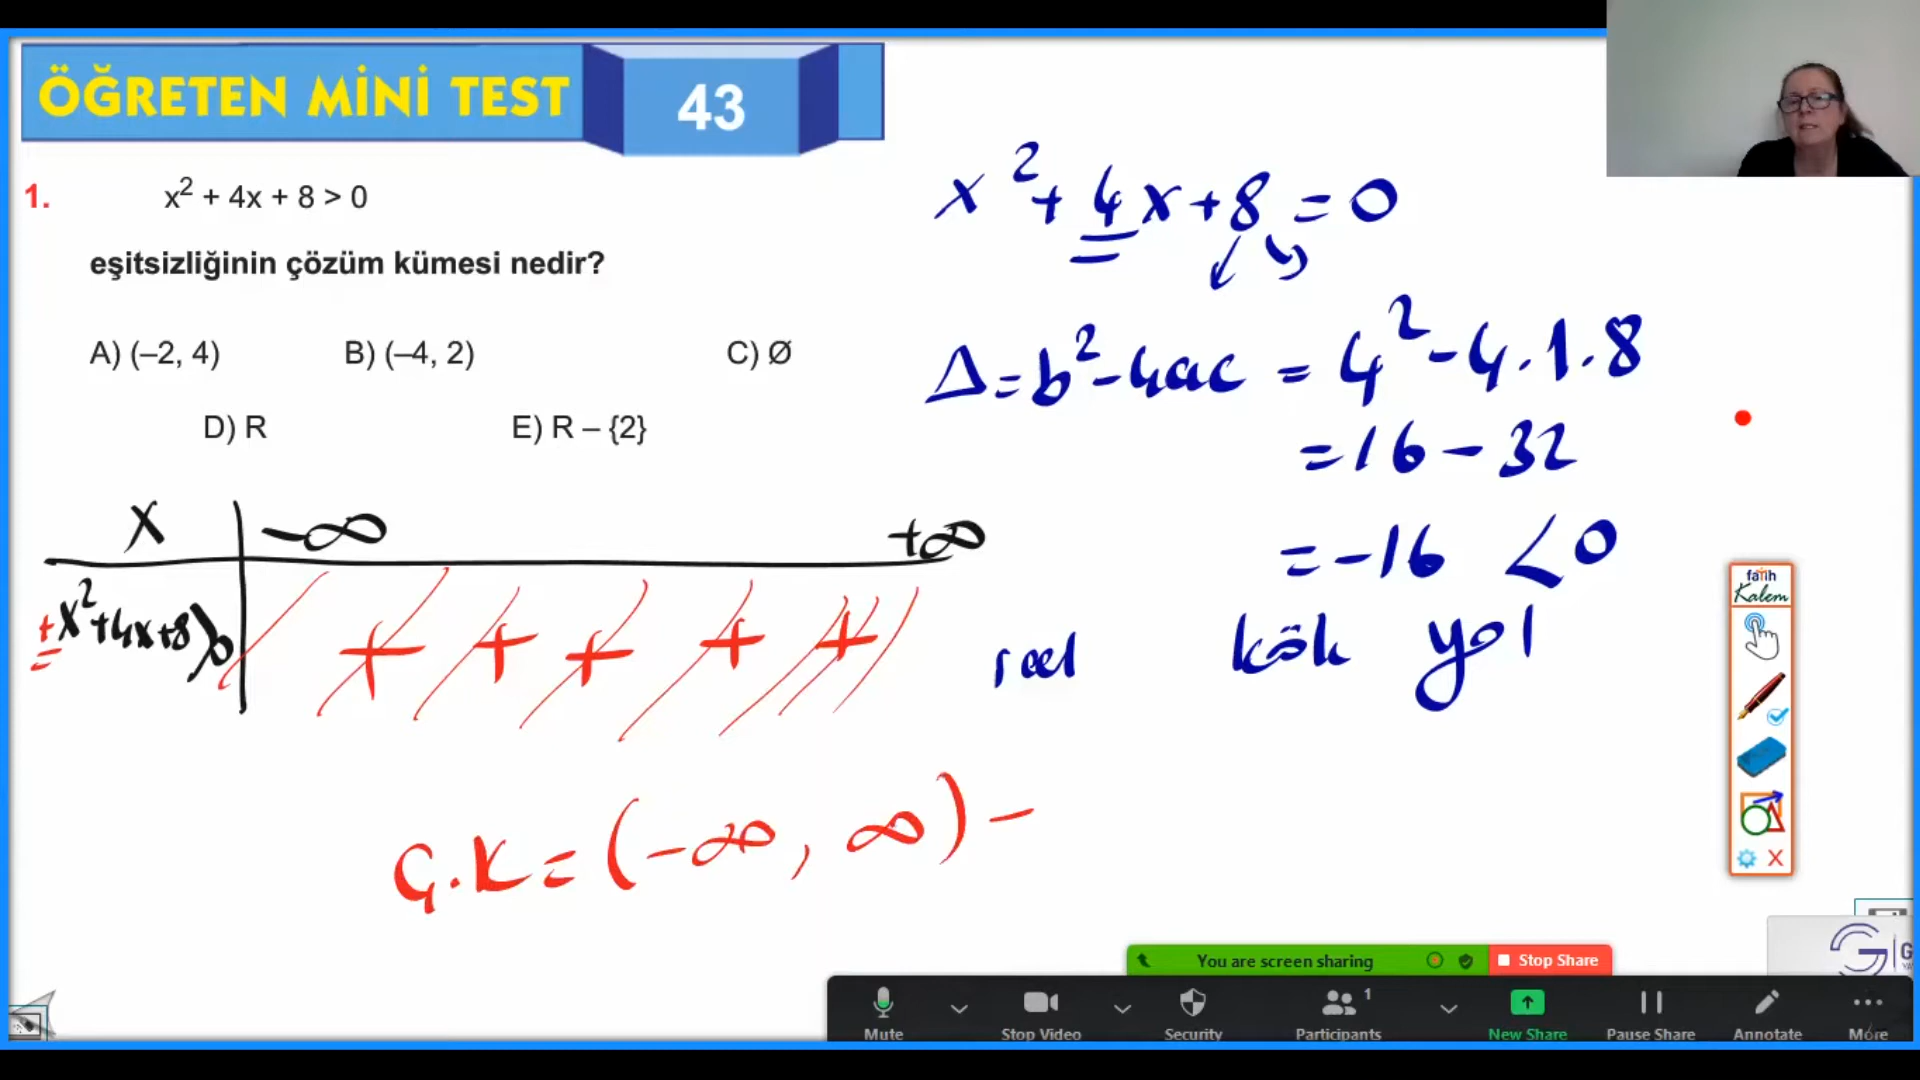 ÖĞRETEN MİNİ TEST 43
1. x² + 4x + 8 > 0
eşitsizliğinin çözüm kümesi nedir?
A) (–2, 4) B) (–4, 2) C) Ø
D) R E) R – {2}
x² + 4x + 8 = 0
Δ = b² - 4ac = 4² - 4.1.8
= 16 - 32
= -16 < 0
reel kök yol
x -∞ +∞
+ x² + 4x + 8 > 0 + + + + +
Ç.K = (-∞, ∞) -
fatih
Kalem
You are screen sharing Stop Share
Mute Stop Video Security Participants 1 New Share Pause Share Annotate More